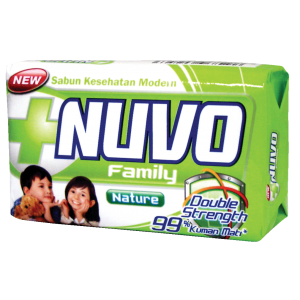 NEW
Sabun Kesehatan Modern
NUVO
Family
Nature
Double
Strength
99% Kuman Mati*